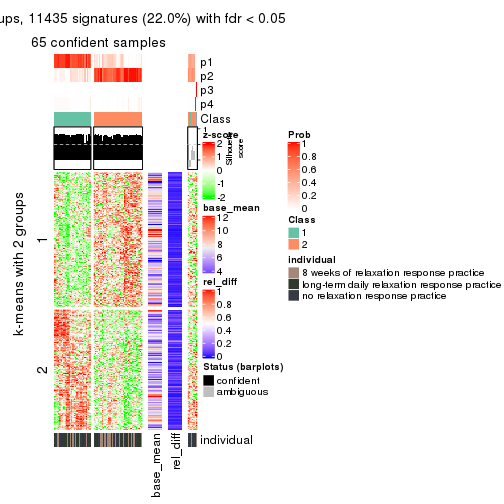 ups, 11435 signatures (22.0%) with fdr < 0.05
65 confident samples
p1
p2
p3
p4
Class
1
Silhouette
score
k-means with 2 groups
1
2
individual
base_mean
rel_diff
z-score
2
1
0
-1
-2
base_mean
12
10
8
6
4
rel_diff
1
0.8
0.6
0.4
0.2
0
Status (barplots)
confident
ambiguous
Prob
1
0.8
0.6
0.4
0.2
0
Class
1
2
individual
8 weeks of relaxation response practice
long-term daily relaxation response practice
no relaxation response practice